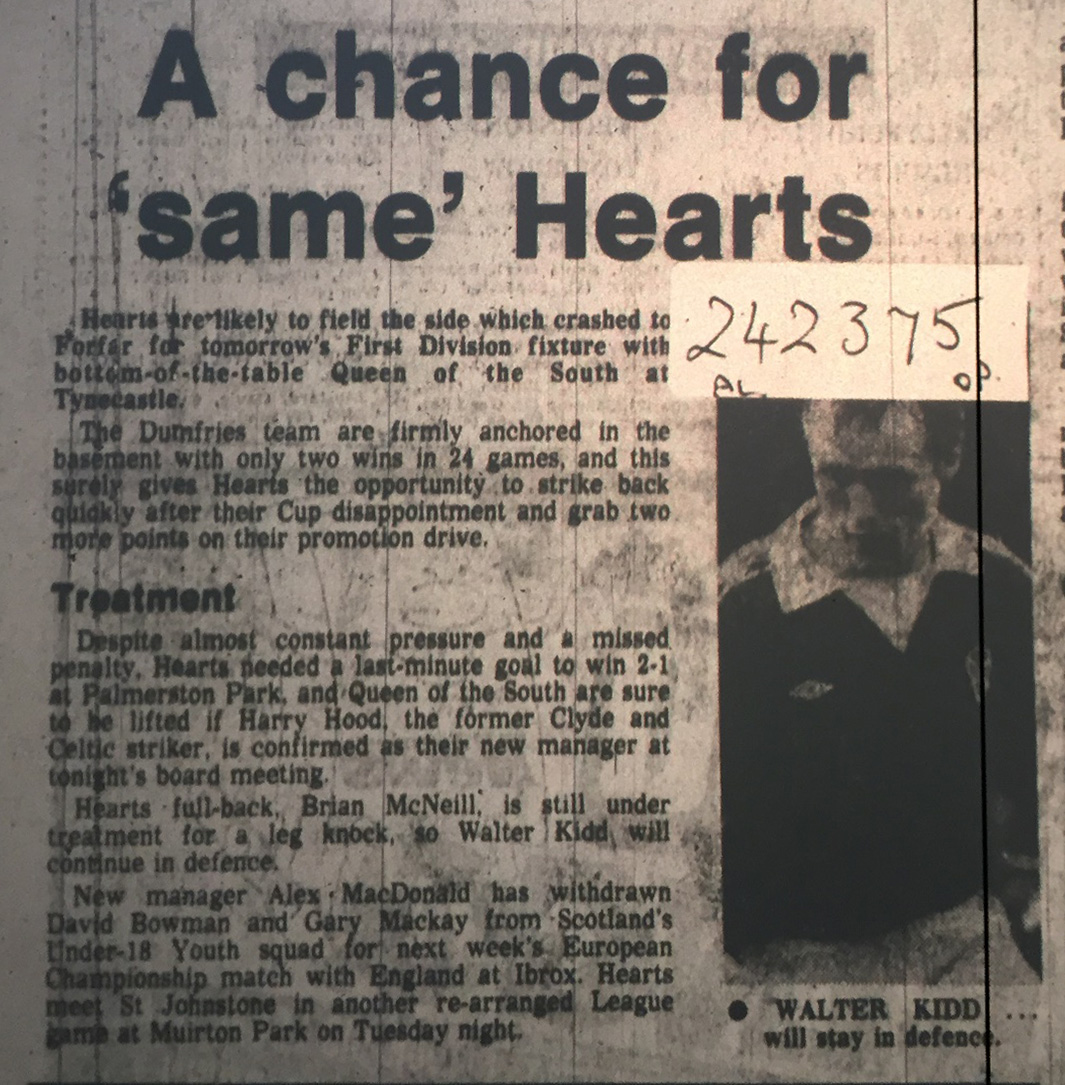 A chance for
‘same’ Hearts
Hearts are likely to field the side which crashed to
Forfar for tomorrow's First Division fixture with
bottom-of-the-table Queen of the South at
Tynecastle.
The Dumfries team are firmly anchored in the
basement with only two wins in 24 games, and this
surely gives Hearts the opportunity to strike back
quickly after their Cup disappointment and grab two
more points on their promotion drive.
Treatment
Despite almost constant pressure and a missed
penalty, Hearts needed a last-minute goal to win 2-1
at Palmerston Park, and Queen of the South are sure
to be lifted if Harry Hood, the former Clyde and
Celtic striker, is confirmed as their new manager at
tonight's board meeting.
Hearts full-back, Brian McNeill, is still under
treatment for a leg knock, so Walter Kidd will
continue in defence.
New manager Alex MacDonald has withdrawn
David Bowman and Gary Mackay from Scotland's
Under-18 Youth squad for next week's European
Championship match with England at Ibrox. Hearts
meet St Johnstone in another re-arranged League
game at Muirton Park on Tuesday night.
242375
AL. OP.
● WALTER KIDD ...
will stay in defence.